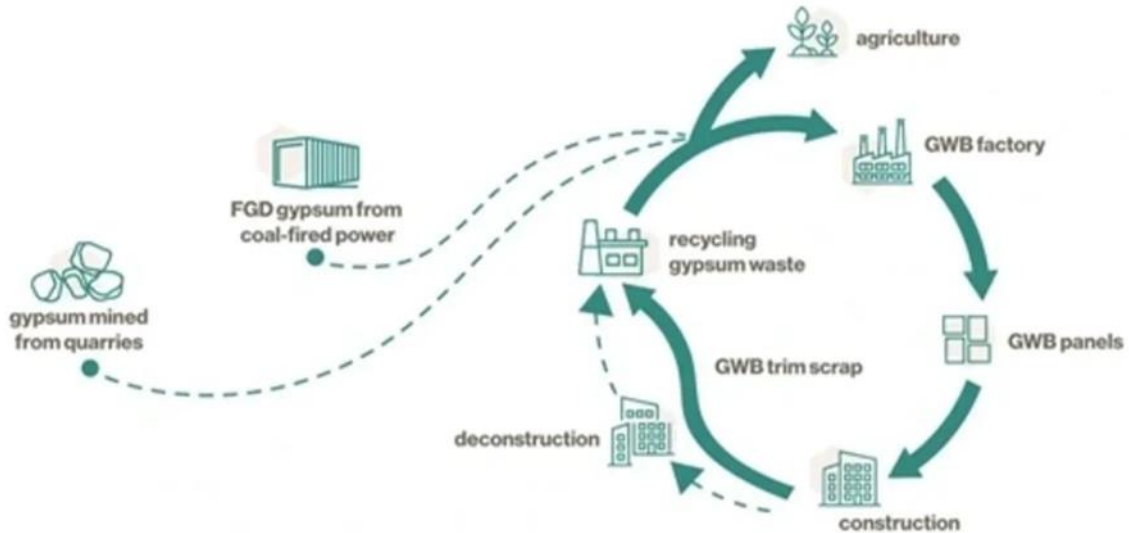 agriculture
GWB factory
FGD gypsum from
coal-fired power
recycling
gypsum waste
gypsum mined
from quarries
GWB panels
GWB trim scrap
deconstruction
construction